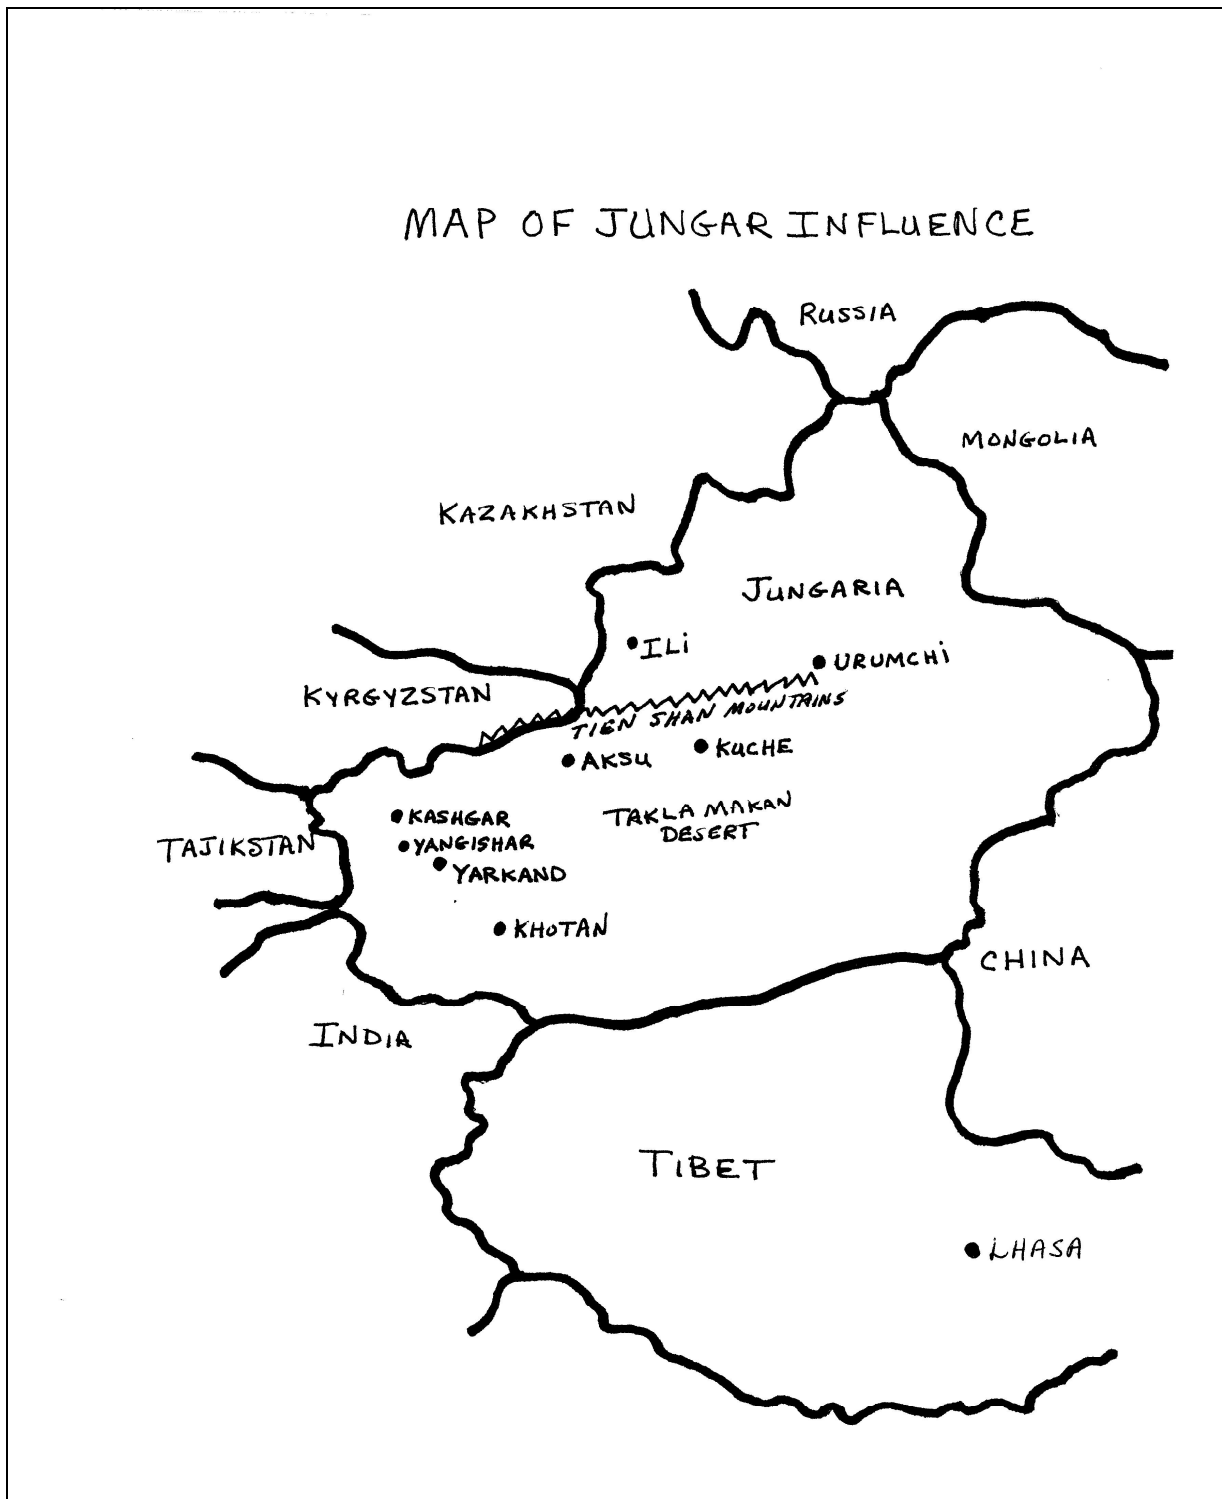 MAP OF JUNGAR INFLUENCE
RUSSIA
MONGOLIA
KAZAKHSTAN
JUNGARIA
ILi
URUMCHi
KYRGYZSTAN
TIEN SHAN MOUNTAINS
AKSU
KUCHE
KASHGAR
TAKLA MAKAN
DESERT
YANGISHAR
TAJIKSTAN
YARKAND
KHOTAN
CHINA
INDIA
TIBET
LHASA